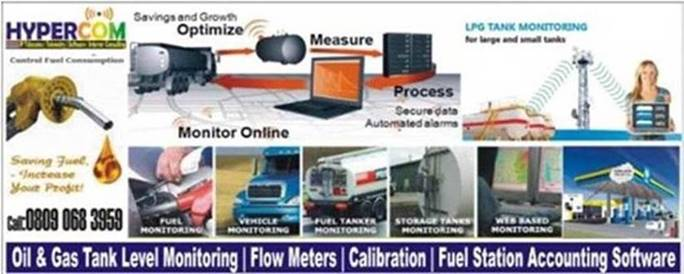 HYPERCOM
Control Fuel Consumption
Saving Fuel,
- Increase
Your Profit!
Call:0809 068 3959
Savings and Growth
Optimize
Measure
Process
Secure data
Automated alarms
Monitor Online
LPG TANK MONITORING
for large and small tanks
FUEL
MONITORING
VEHICLE
MONITORING
FUEL TANKER
MONITORING
STORAGE TANKS
MONITORING
WEB BASED
MONITORING
Oil & Gas Tank Level Monitoring | Flow Meters | Calibration | Fuel Station Accounting Software